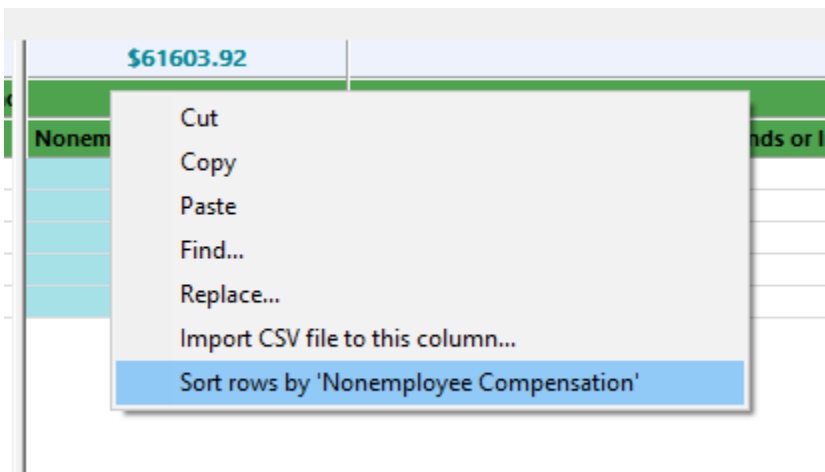 $61603.92
Nonem
nds or I
Cut
Copy
Paste
Find...
Replace...
Import CSV file to this column...
Sort rows by 'Nonemployee Compensation'